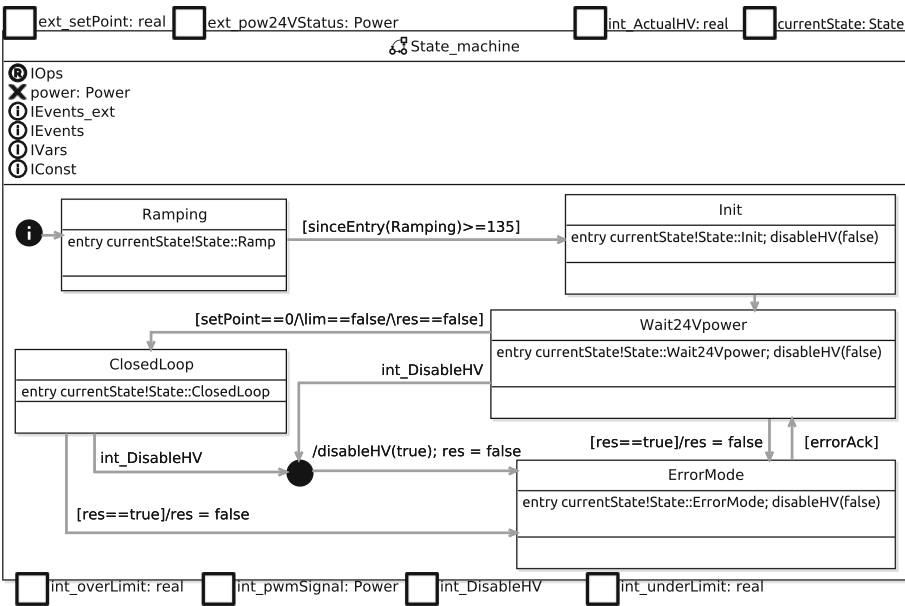 ext_setPoint: real
ext_pow24VStatus: Power
int_ActualHV: real
currentState: State
State_machine
R IOps
power: Power
i IEvents_ext
i IEvents
I IVars
i IConst
i
Ramping
entry currentState!State::Ramp
[sinceEntry(Ramping)>=135]
Init
entry currentState!State::Init; disableHV(false)
[setPoint==0/\lim==false/\res==false]
Wait24Vpower
entry currentState!State::Wait24Vpower; disableHV(false)
ClosedLoop
entry currentState!State::ClosedLoop
int_DisableHV
[res==true]/res = false
[errorAck]
int_DisableHV
/disableHV(true); res = false
ErrorMode
entry currentState!State::ErrorMode; disableHV(false)
[res==true]/res = false
int_overLimit: real
int_pwmSignal: Power
int_DisableHV
int_underLimit: real